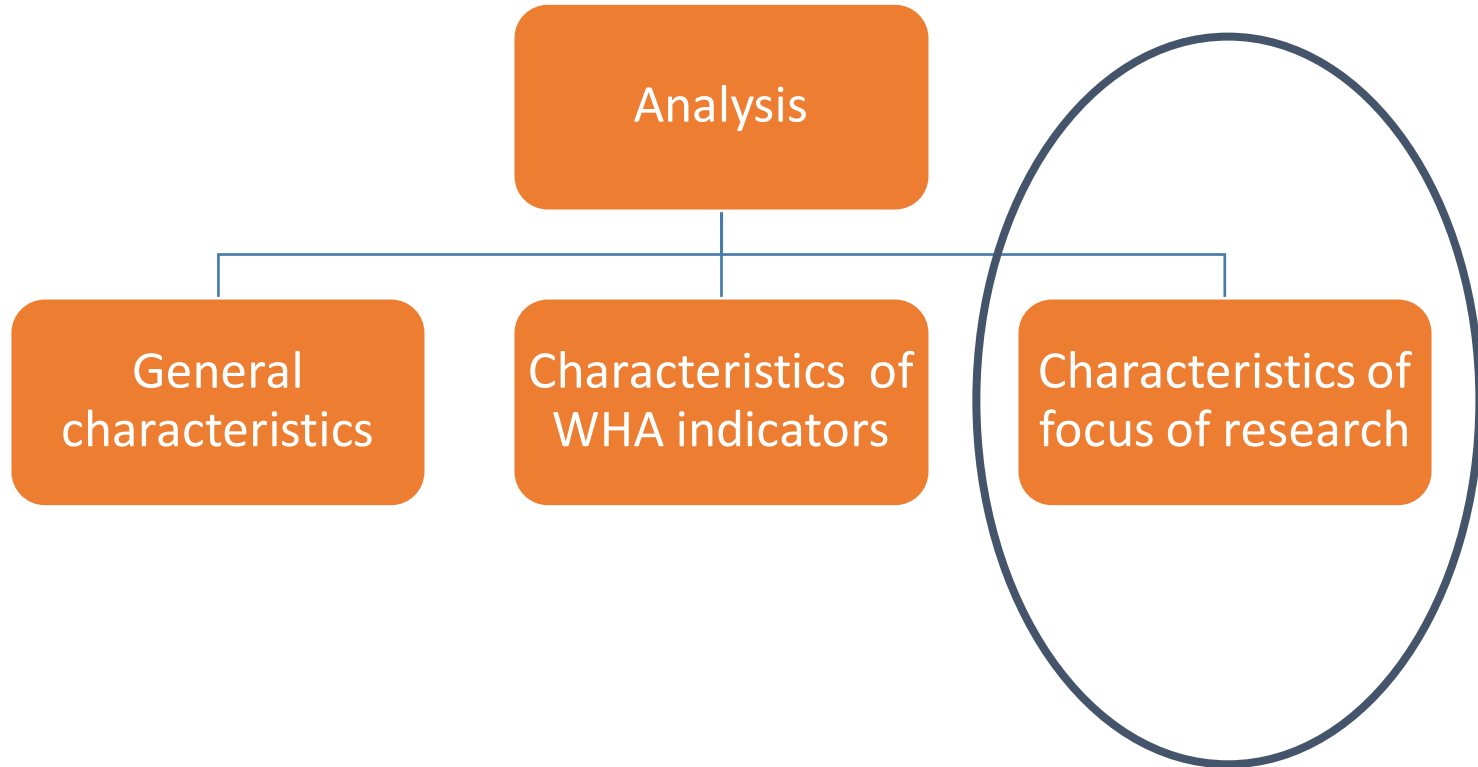 Analysis
General
characteristics
Characteristics of
WHA indicators
Characteristics of
focus of research